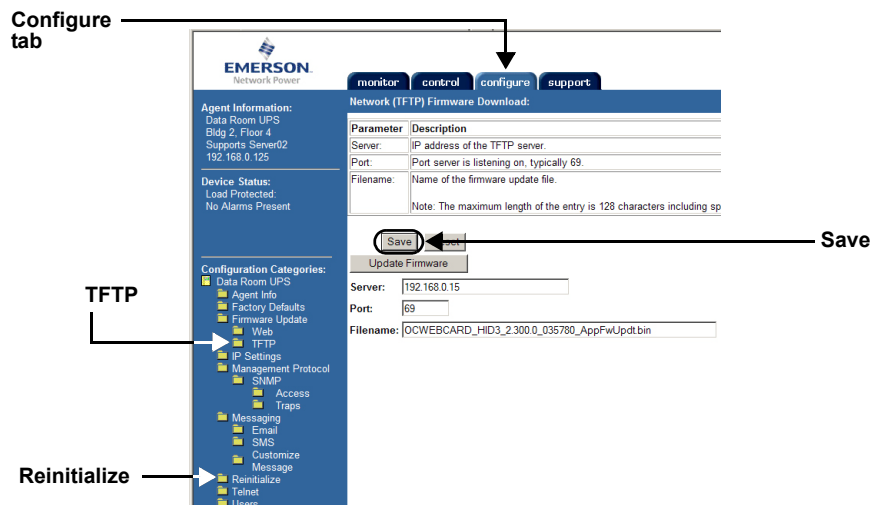 Configure
tab
EMERSON.
Network Power
monitor control configure support
Network (TFTP) Firmware Download:
Agent Information:
Data Room UPS
Bldg 2, Floor 4
Supports Server02
192.168.0.125
Device Status:
Load Protected:
No Alarms Present
Parameter Description
Server: IP address of the TFTP server.
Port: Port server is listening on, typically 69.
Filename: Name of the firmware update file.
Note: The maximum length of the entry is 128 characters including sp
Save
Save
Update Firmware
Server: 192.168.0.15
Port: 69
Filename: OCWEBCARD_HID3_2.300.0_035780_AppFwUpdt.bin
Configuration Categories:
Data Room UPS
Agent Info
Factory Defaults
Firmware Update
Web
TFTP
TFTP
IP Settings
Management Protocol
SNMP
Access
Traps
Messaging
Email
SMS
Customize
Message
Reinitialize
Reinitialize
Telnet
Users